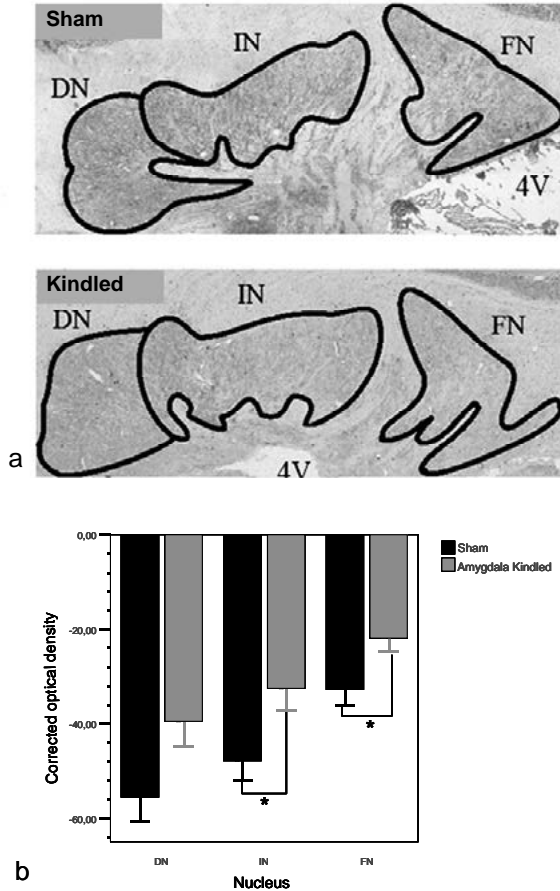 Sham
IN
FN
DN
4V
Kindled
IN
DN
FN
4V
a
0,00
-20,00
-40,00
-60,00
Corrected optical density
Sham
Amygdala Kindled
*
*
DN
IN
FN
Nucleus
b